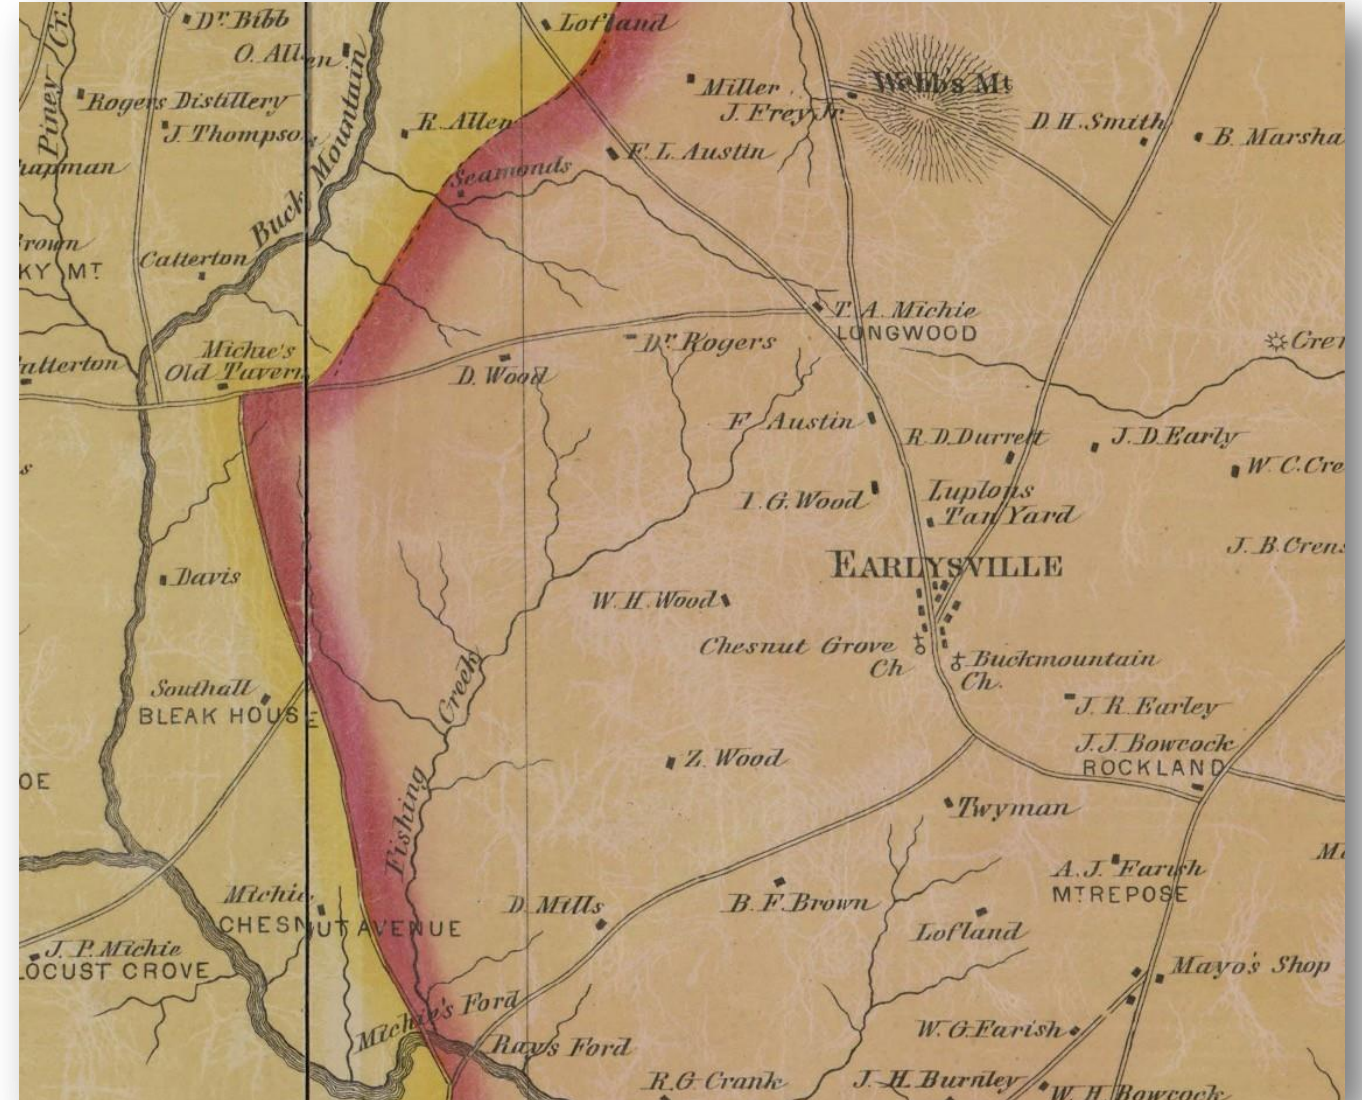 Dr. Bibb
Lofland
O. Allen
Piney Cr.
Buck Mountain
Miller
Webb's Mt
Rogers Distillery
J. Frey Jr.
R. Allen
D. H. Smith
J. Thompson
B. Marsha
F. L. Austin
hapman
Seamonds
rown
KY MT
Catterton
T. A. Michie
LONGWOOD
Dr. Rogers
Michie's
Old Tavern
atterton
D. Wood
F. Austin
R. D. Durrett
J. D. Early
W. C. Cre
I. G. Wood
Luptons
Tan Yard
J. B. Crens
EARLYSVILLE
Davis
W. H. Wood
Chesnut Grove
Ch
Buckmountain
Ch.
Southall
BLEAK HOUSE
Fishing Creek
J. R. Earley
J. J. Bowcock
ROCKLAND
Z. Wood
OE
Twyman
A. J. Farish
MT REPOSE
Michie
CHESNUT AVENUE
D. Mills
B. F. Brown
Lofland
J. P. Michie
LOCUST GROVE
Mayo's Shop
Michie's Ford
W. G. Farish
Rays Ford
R. G. Crank
J. H. Burnley
W. H. Bowcock